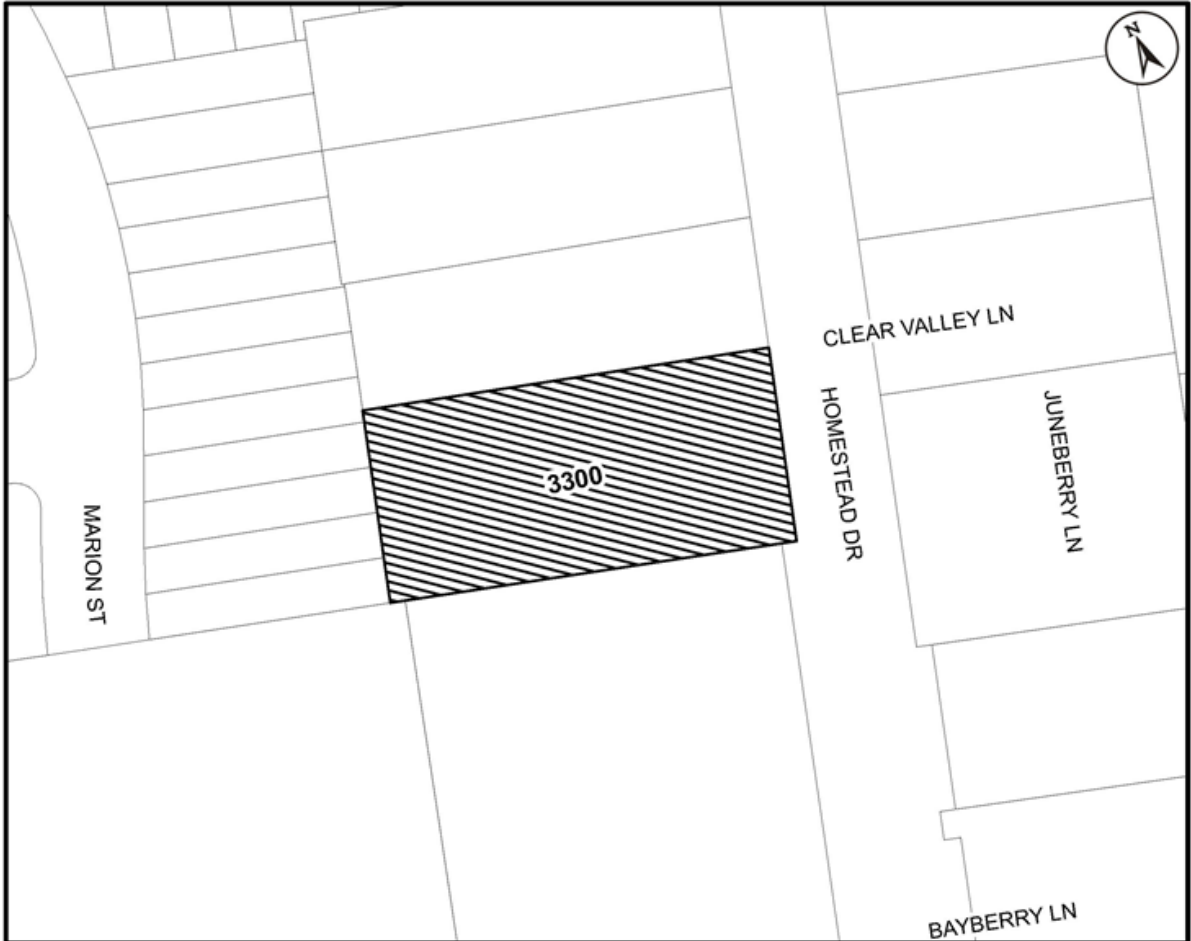 N
CLEAR VALLEY LN
HOMESTEAD DR
JUNEBERRY LN
3300
MARION ST
BAYBERRY LN